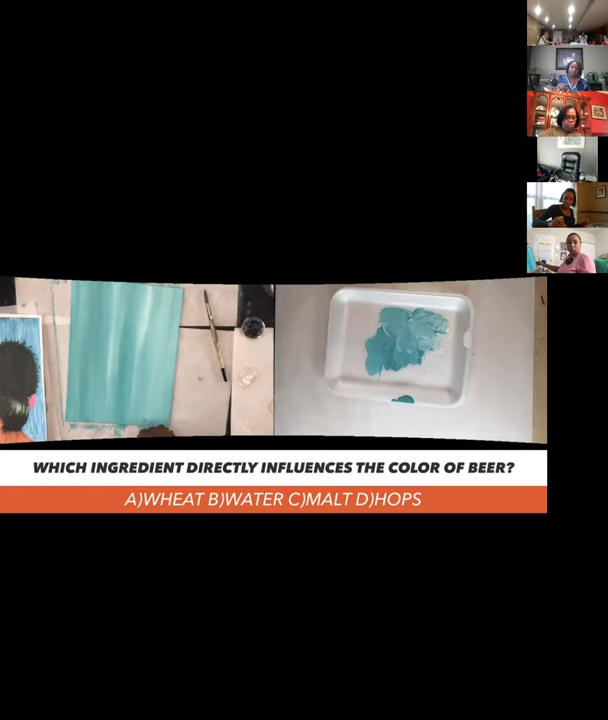 WHICH INGREDIENT DIRECTLY INFLUENCES THE COLOR OF BEER?
A)WHEAT B)WATER C)MALT D)HOPS